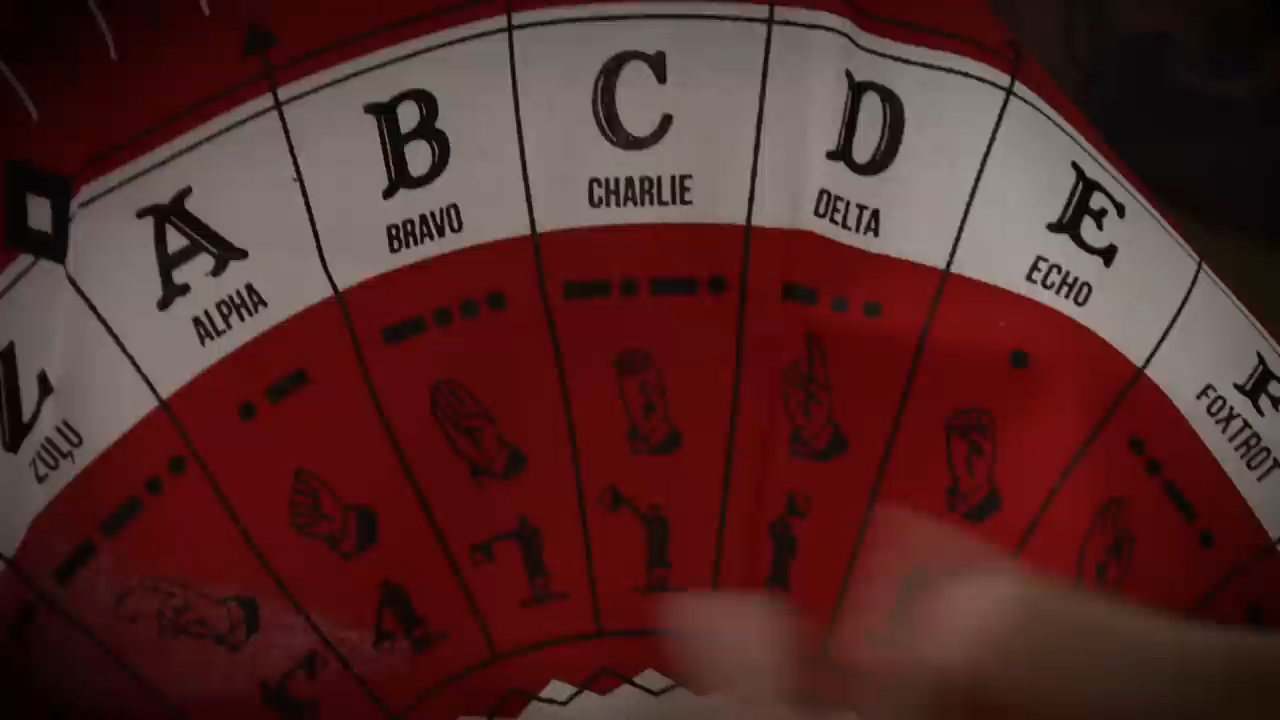 A
ALPHA
B
BRAVO
C
CHARLIE
D
DELTA
E
ECHO
F
FOXTROT
Z
ZULU